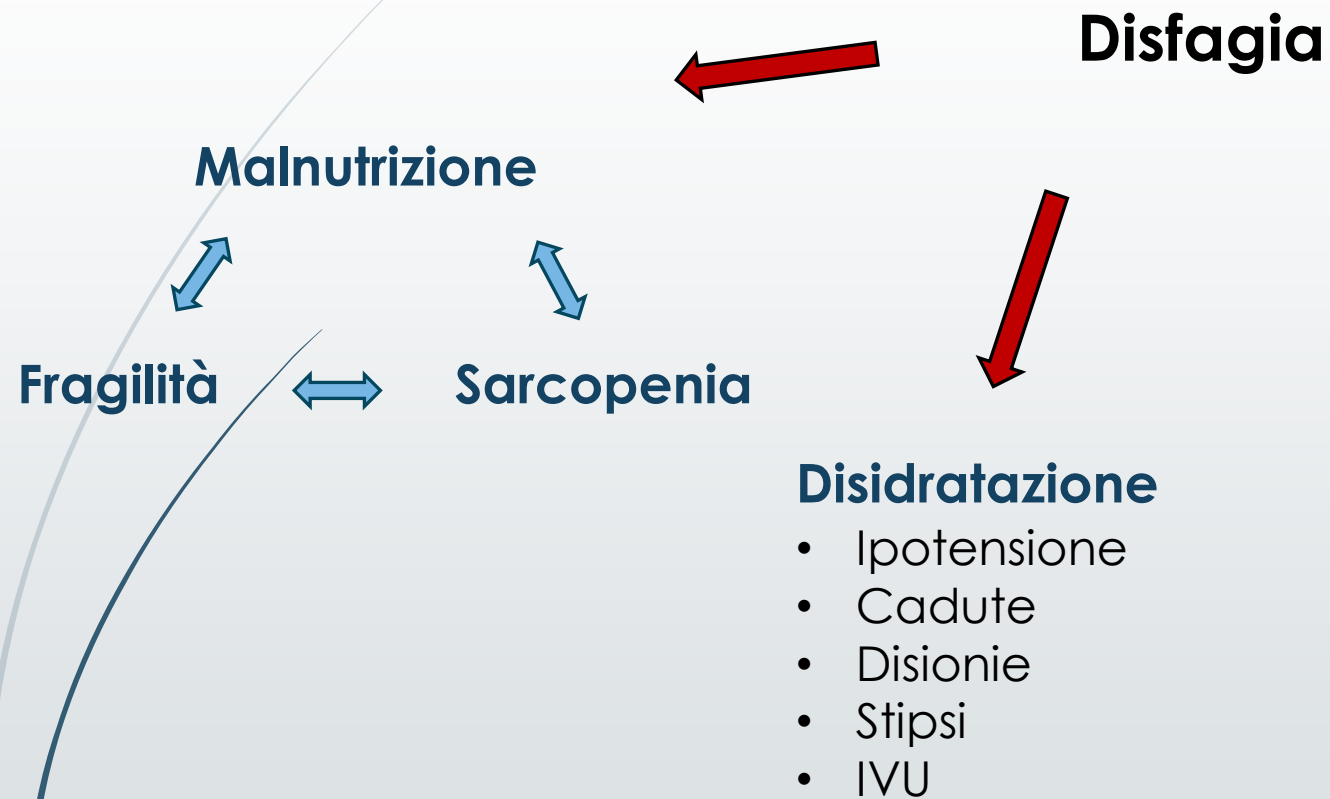 Disfagia
Malnutrizione
Fragilità
Sarcopenia
Disidratazione
• Ipotensione
• Cadute
• Disionie
• Stipsi
• IVU